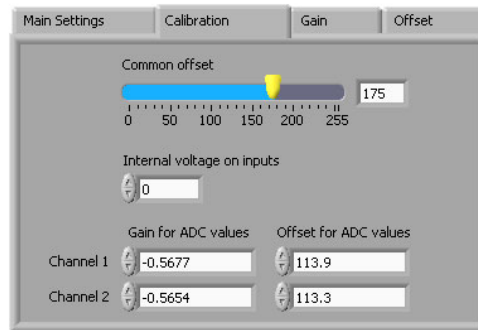 Main Settings Calibration Gain Offset
Common offset
175
0 50 100 150 200 255
Internal voltage on inputs
0
Gain for ADC values Offset for ADC values
Channel 1 -0.5677 113.9
Channel 2 -0.5654 113.3